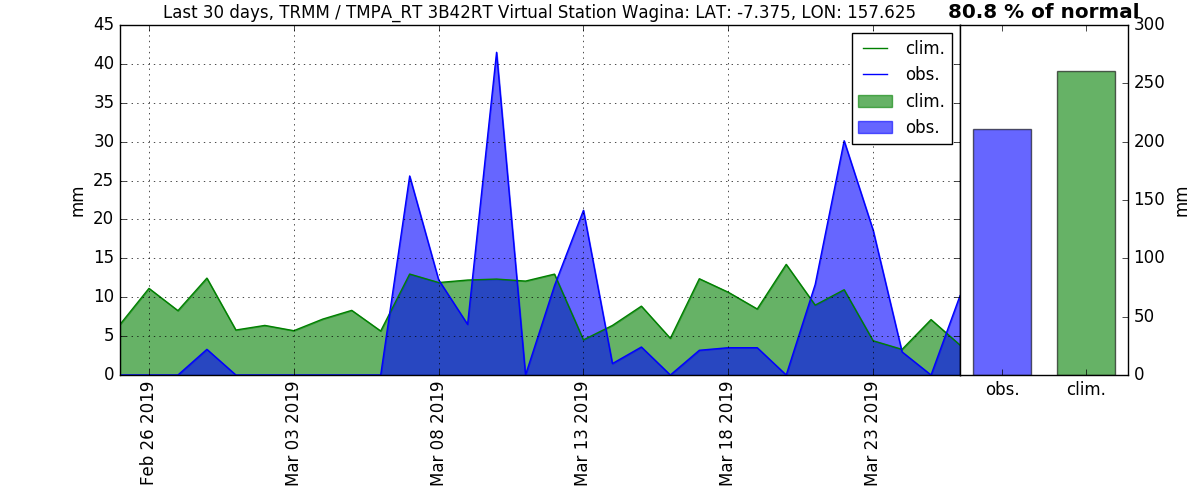 Last 30 days, TRMM / TMPA_RT 3B42RT Virtual Station Wagina: LAT: -7.375, LON: 157.625
80.8 % of normal
45
40
35
30
25
20
15
10
5
0
mm
clim.
obs.
clim.
obs.
Feb 26 2019
Mar 03 2019
Mar 08 2019
Mar 13 2019
Mar 18 2019
Mar 23 2019
300
250
200
150
100
50
0
mm
obs.
clim.